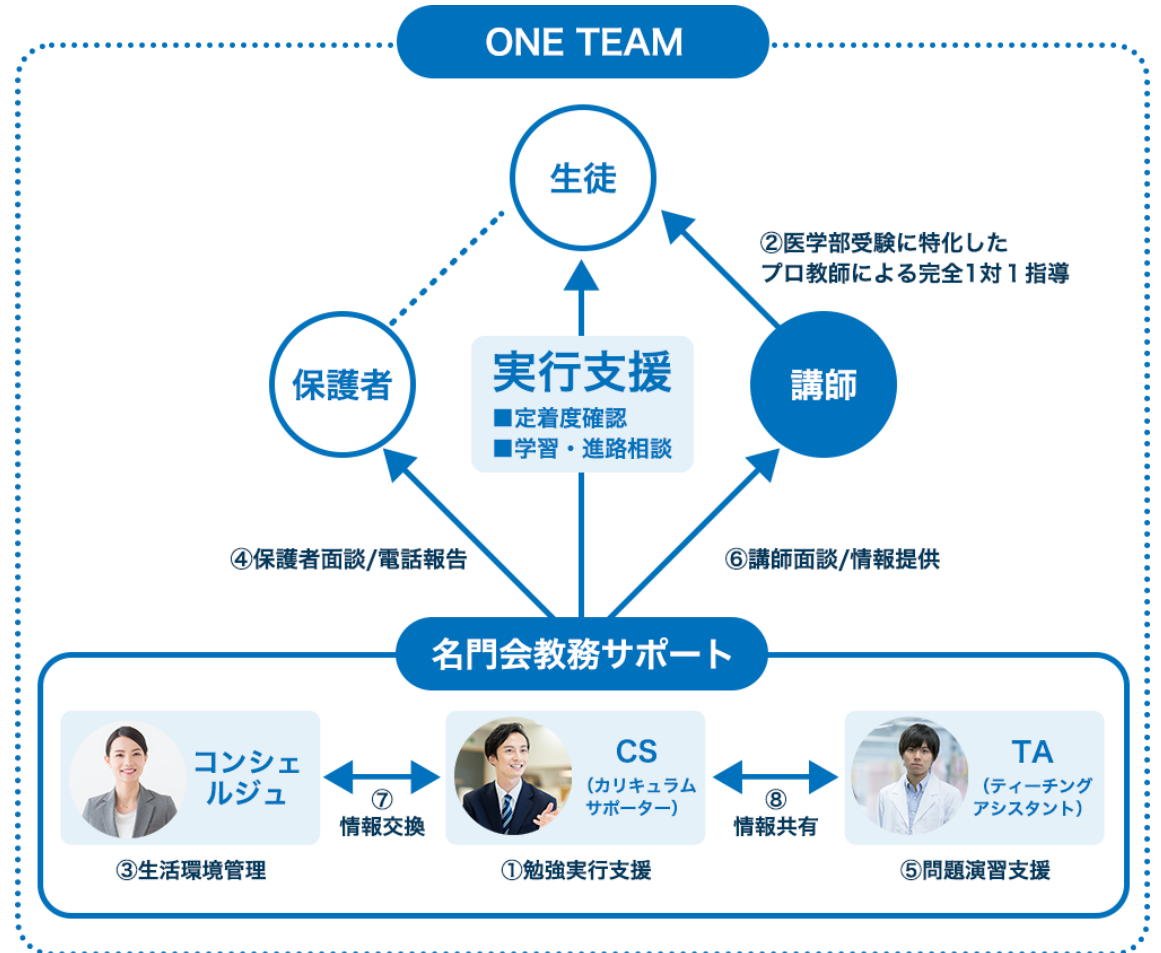 ONE TEAM
生徒
②医学部受験に特化した
プロ教師による完全1対1指導
保護者
実行支援
■定着度確認
■学習・進路相談
講師
④保護者面談/電話報告
⑥講師面談/情報提供
名門会教務サポート
コンシェ
ルジュ
⑦
情報交換
CS
（カリキュラム
サポーター）
⑧
情報共有
TA
（ティーチング
アシスタント）
③生活環境管理
①勉強実行支援
⑤問題演習支援